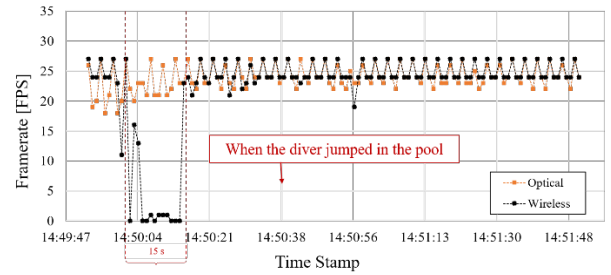 35
30
25
20
15
10
5
0
Framerate [FPS]
When the diver jumped in the pool
Optical
Wireless
14:49:47 14:50:04 14:50:21 14:50:38 14:50:56 14:51:13 14:51:30 14:51:48
15 s
Time Stamp